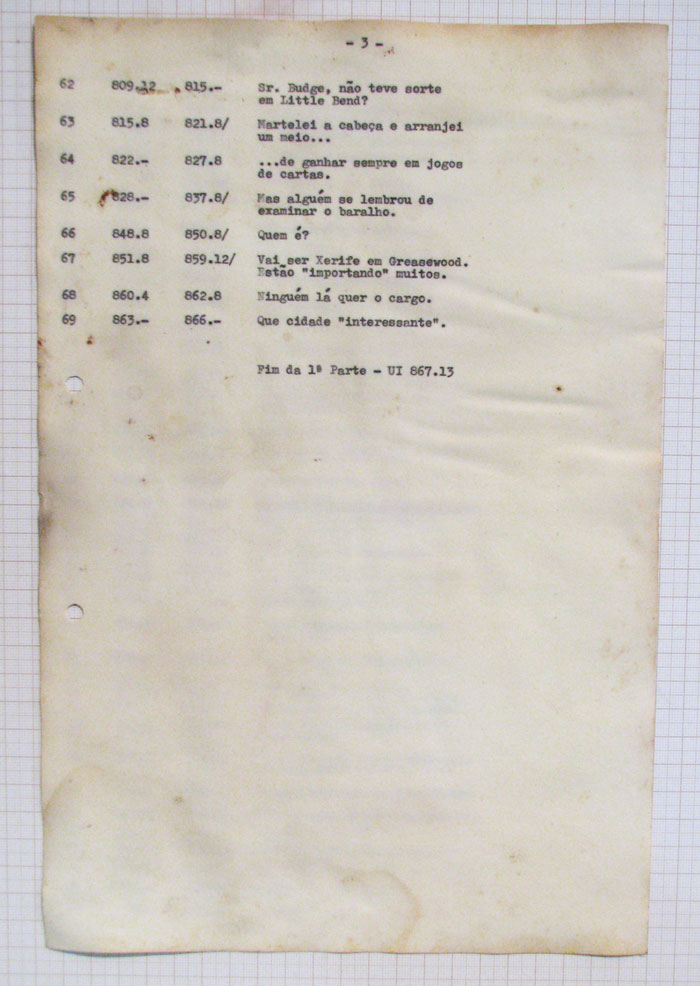 - 3 -
62 809.12 815.- Sr. Budge, não teve sorte
em Little Bend?
63 815.8 821.8/ Martelei a cabeça e arranjei
um meio...
64 822.- 827.8 ...de ganhar sempre em jogos
de cartas.
65 828.- 837.8/ Mas alguém se lembrou de
examinar o baralho.
66 848.8 850.8/ Quem é?
67 851.8 859.12/ Vai ser Xerife em Greasewood.
Estão "importando" muitos.
68 860.4 862.8 Ninguém lá quer o cargo.
69 863.- 866.- Que cidade "interessante".
Fim da 1ª Parte - UI 867.13